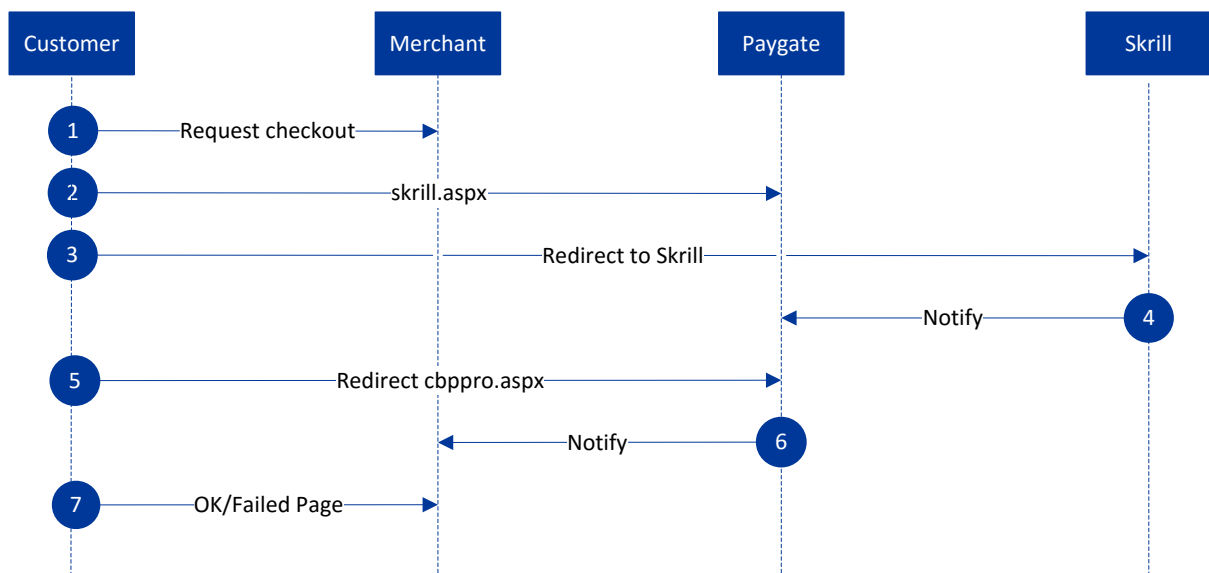 Customer
Merchant
Paygate
Skrill
1
Request checkout
2
skrill.aspx
3
Redirect to Skrill
Notify
4
5
Redirect cbppro.aspx
Notify
6
7
OK/Failed Page